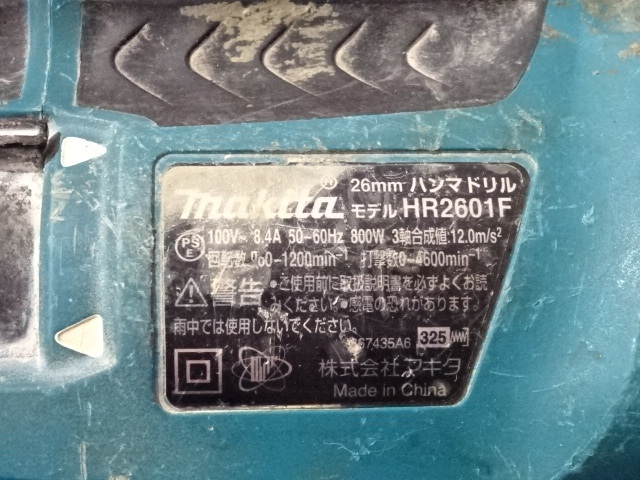 26mm ハンマドリル
makita® モデル HR2601F
PSE 100V~ 8.4A 50-60Hz 800W 3軸合成値:12.0m/s²
回転数 n₀0-1200min⁻¹ 打撃数0-4600min⁻¹
⚠警告 ●ご使用前に取扱説明書を必ずよくお読
みください。●感電の恐れがあります。
雨中では使用しないでください。
867435A6 325
株式会社マキタ
Made in China